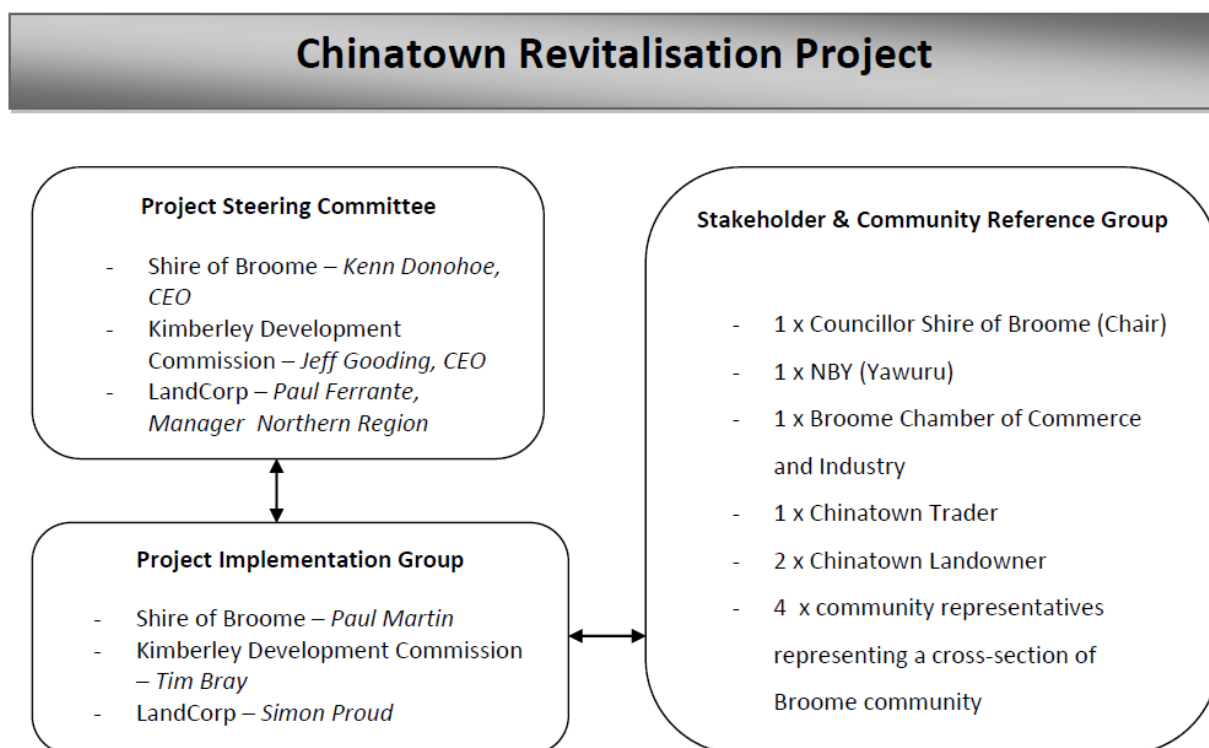 Chinatown Revitalisation Project
Project Steering Committee
- Shire of Broome – Kenn Donohoe,
CEO
- Kimberley Development
Commission – Jeff Gooding, CEO
- LandCorp – Paul Ferrante,
Manager Northern Region
Project Implementation Group
- Shire of Broome – Paul Martin
- Kimberley Development Commission
– Tim Bray
- LandCorp – Simon Proud
Stakeholder & Community Reference Group
- 1 x Councillor Shire of Broome (Chair)
- 1 x NBY (Yawuru)
- 1 x Broome Chamber of Commerce
and Industry
- 1 x Chinatown Trader
- 2 x Chinatown Landowner
- 4 x community representatives
representing a cross-section of
Broome community